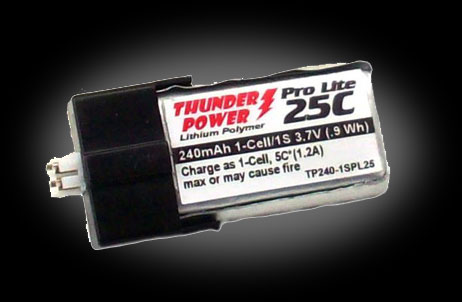 THUNDER POWER Pro Lite
Lithium Polymer 25C
240mAh 1-Cell/1S 3.7V (.9 Wh)
Charge as 1-Cell, 5C*(1.2A)
max or may cause fire
TP240-1SPL25